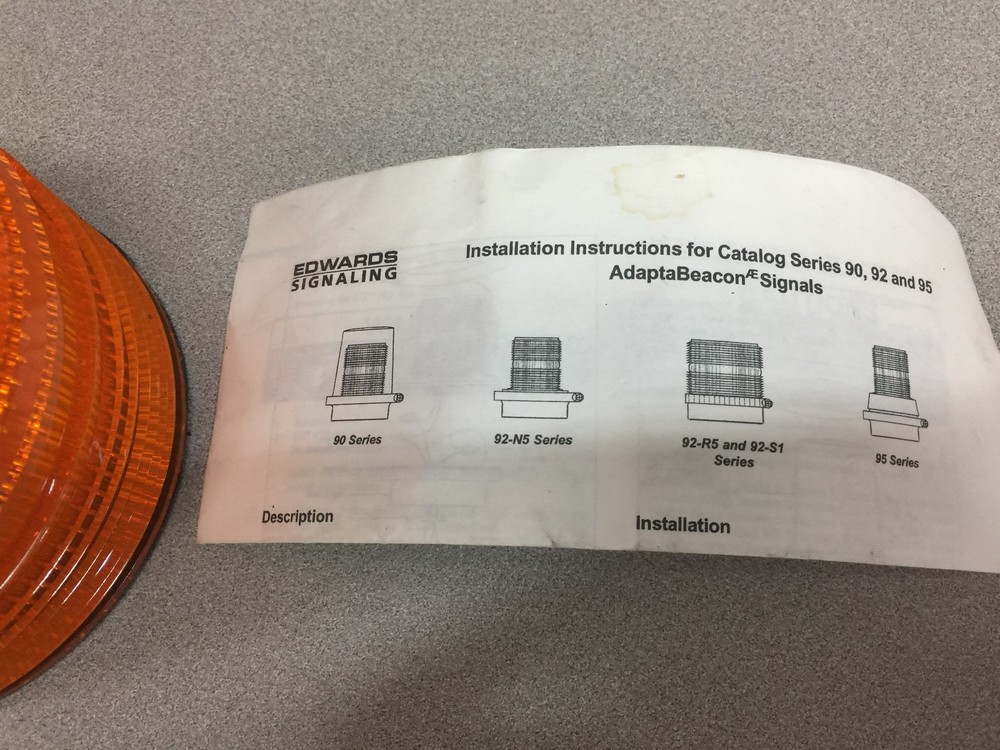 EDWARDS
SIGNALING
Installation Instructions for Catalog Series 90, 92 and 95
AdaptaBeacon Æ Signals
90 Series
92-N5 Series
92-R5 and 92-S1
Series
95 Series
Description
Installation